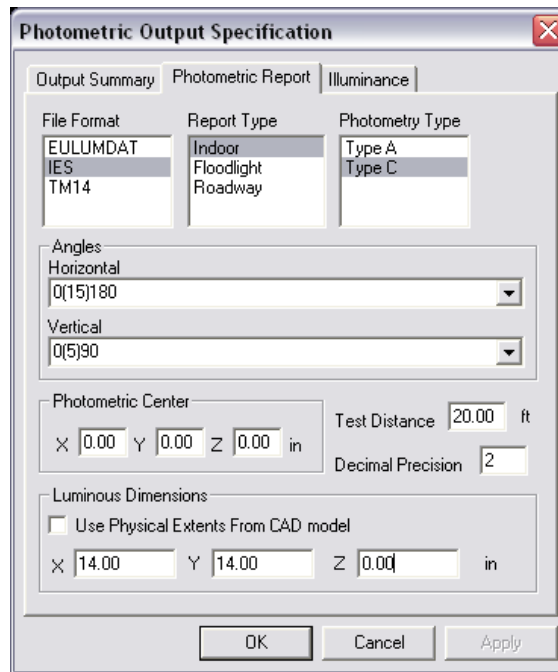 Photometric Output Specification
Output Summary Photometric Report Illuminance
File Format Report Type Photometry Type
EULUMDAT Indoor Type A
IES Floodlight Type C
TM14 Roadway
Angles
Horizontal
0(15)180
Vertical
0(5)90
Photometric Center
X 0.00 Y 0.00 Z 0.00 in
Test Distance 20.00 ft
Decimal Precision 2
Luminous Dimensions
Use Physical Extents From CAD model
X 14.00 Y 14.00 Z 0.00 in
OK Cancel Apply